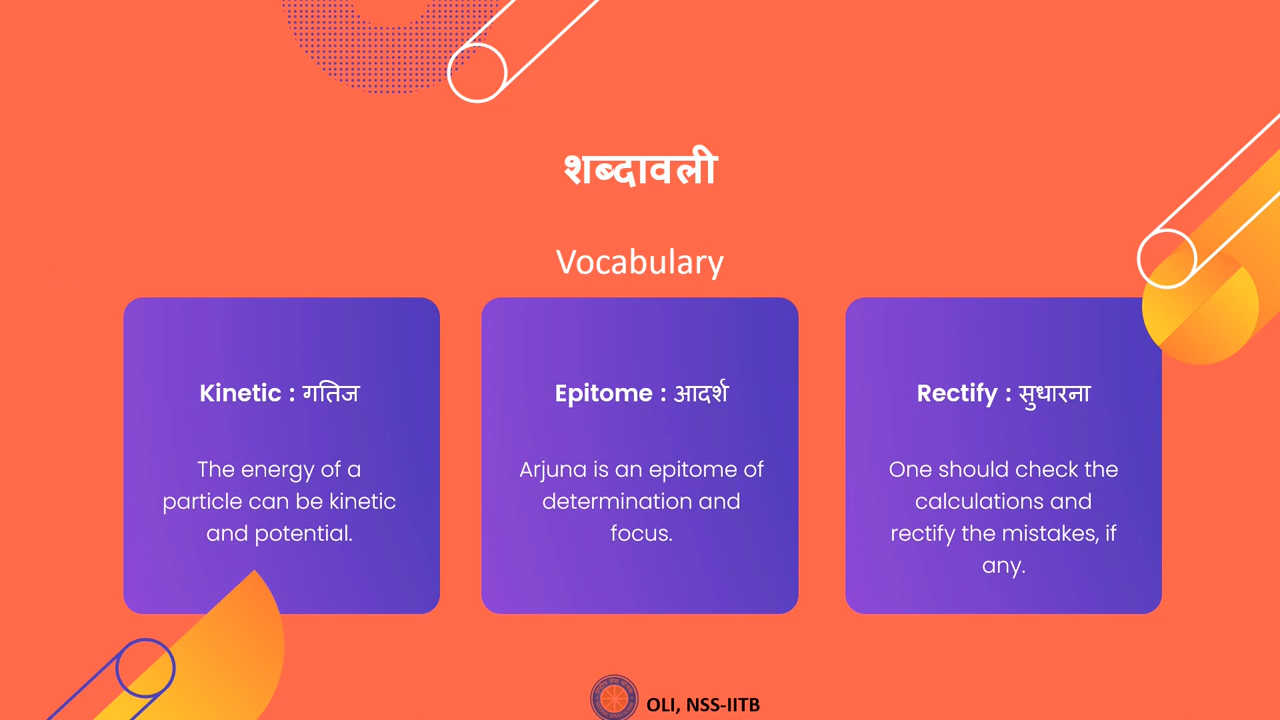 शब्दावली
Vocabulary
Kinetic : गतिज
The energy of a
particle can be kinetic
and potential.
Epitome : आदर्श
Arjuna is an epitome of
determination and
focus.
Rectify : सुधारना
One should check the
calculations and
rectify the mistakes, if
any.
OLI, NSS-IITB